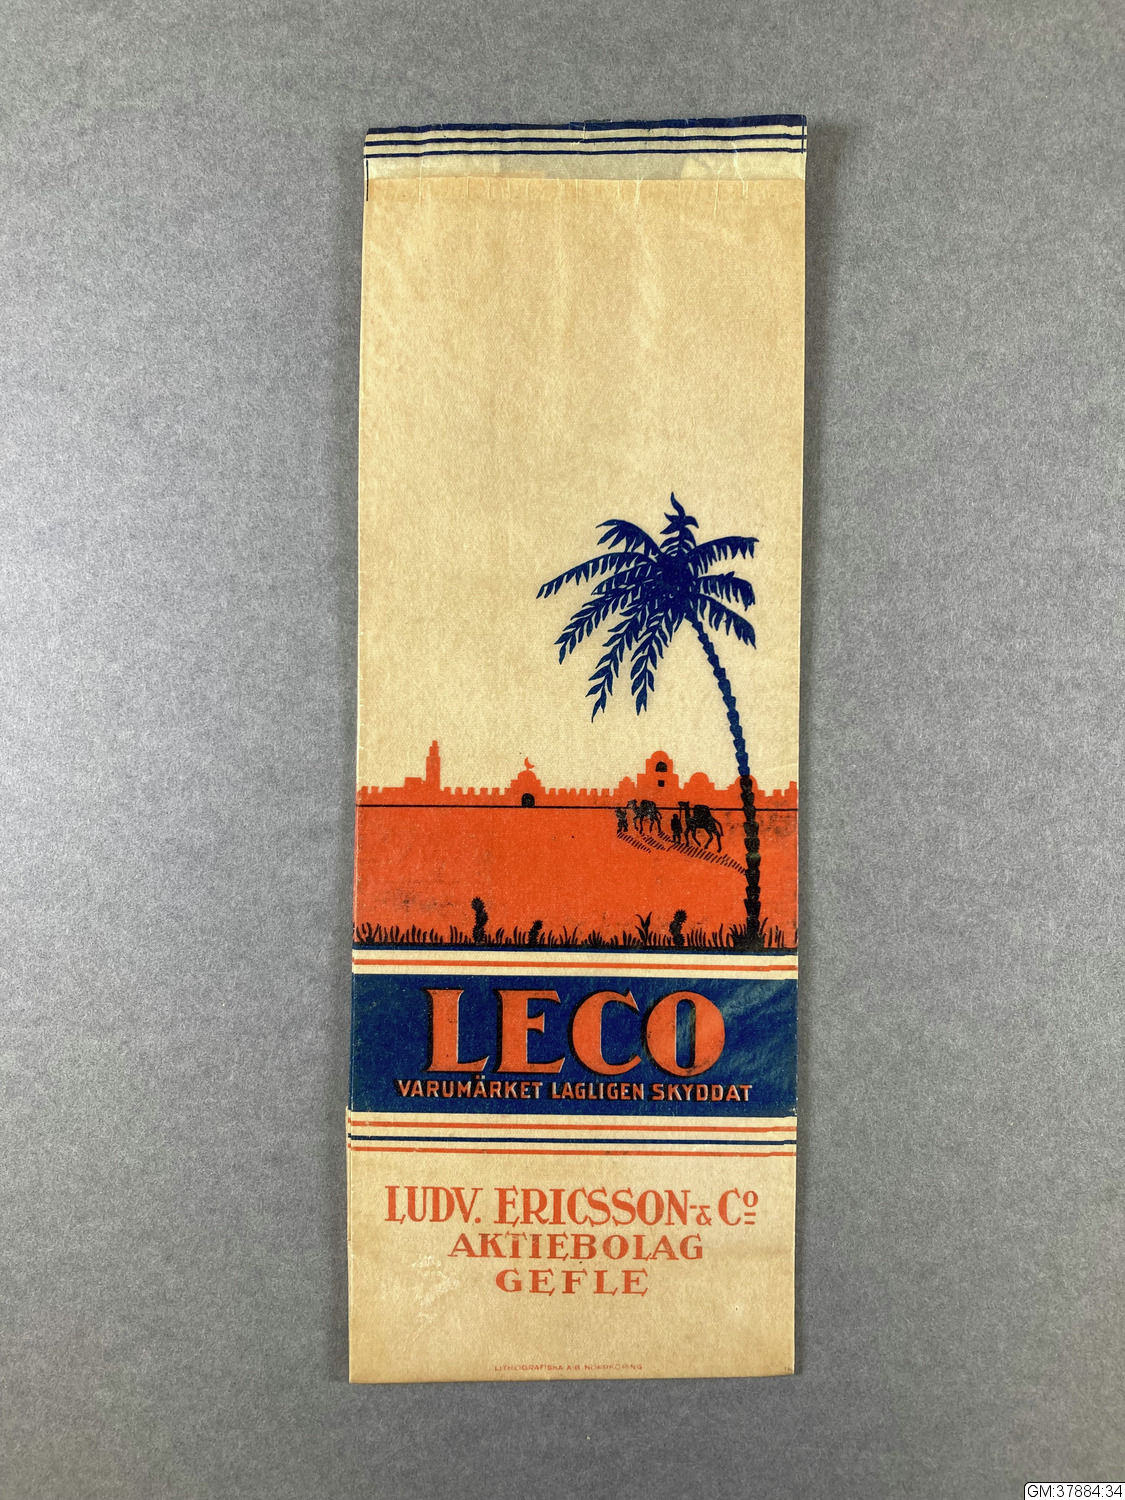 LECO
VARUMÄRKET LAGLIGEN SKYDDAT
LUDV. ERICSSON & Cº
AKTIEBOLAG
GEFLE
LITHOGRAFISKA A.B. NORRKÖPING
GM:37884:34